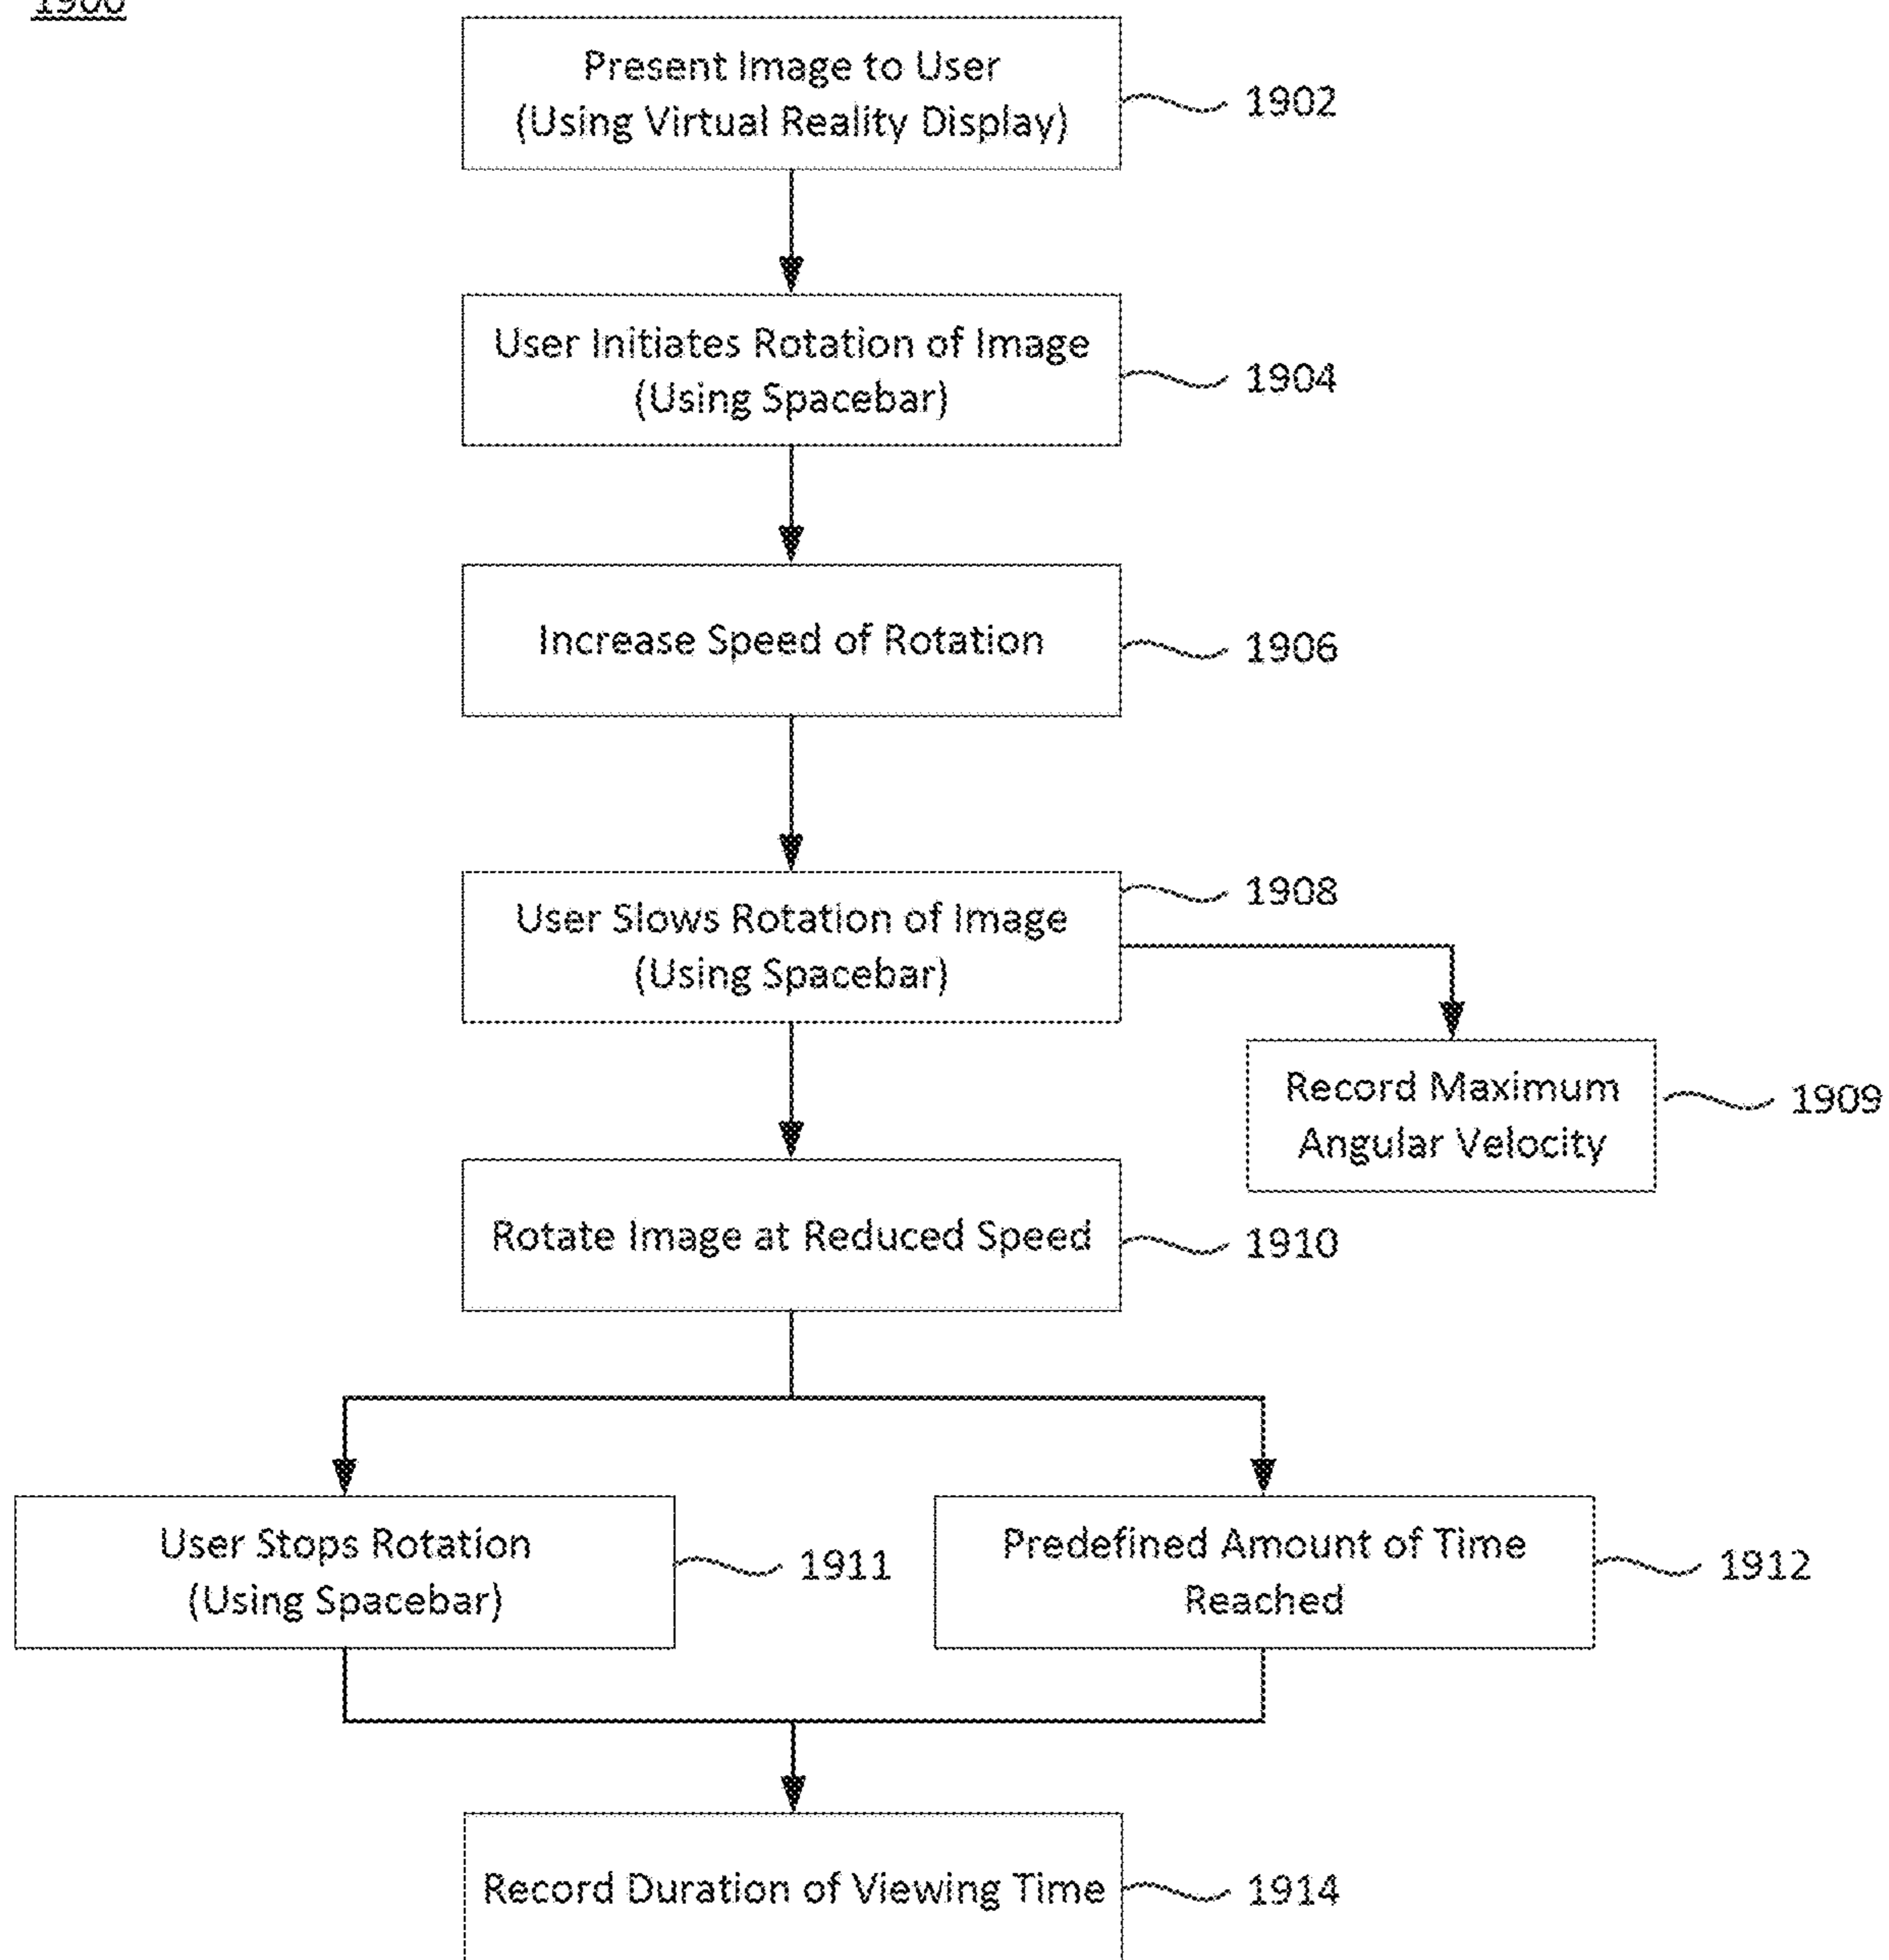 1900
Present Image to User
(Using Virtual Reality Display)
1902
User Initiates Rotation of Image
(Using Spacebar)
1904
Increase Speed of Rotation
1906
User Slows Rotation of Image
(Using Spacebar)
1908
Record Maximum
Angular Velocity
1909
Rotate Image at Reduced Speed
1910
User Stops Rotation
(Using Spacebar)
1911
Predefined Amount of Time
Reached
1912
Record Duration of Viewing Time
1914